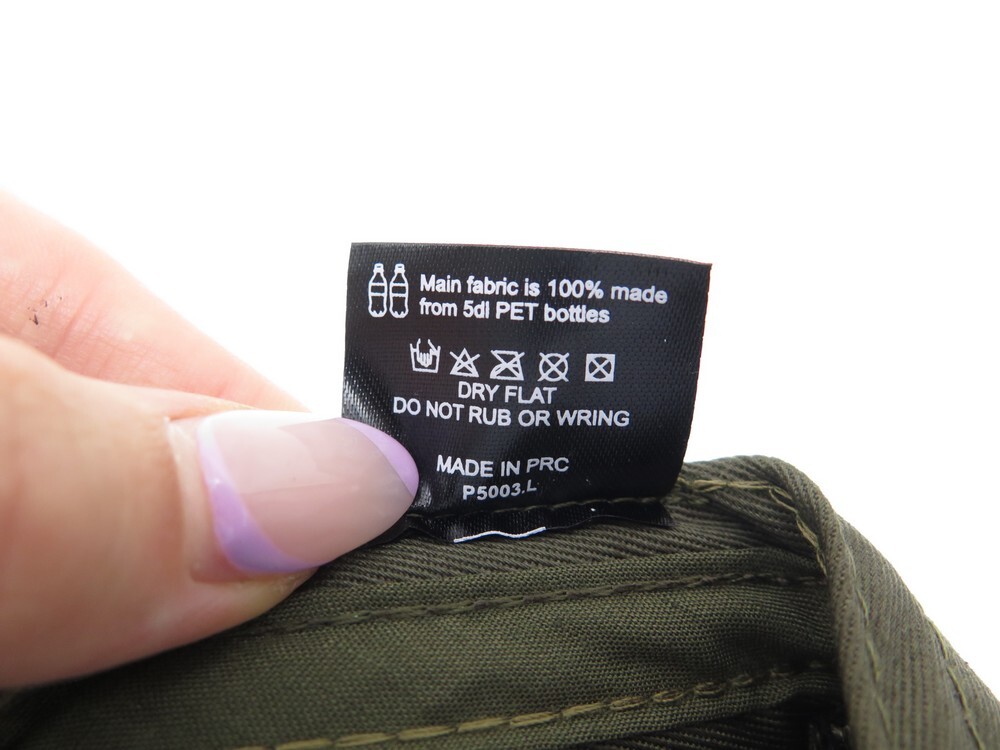 Main fabric is 100% made
from 5dl PET bottles
DRY FLAT
DO NOT RUB OR WRING
MADE IN PRC
P5003.L